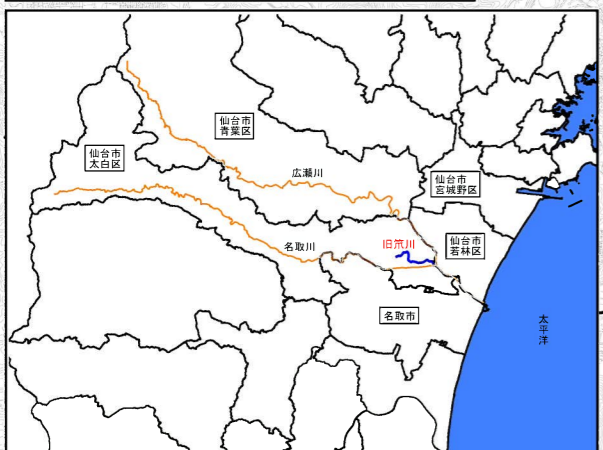 仙台市
青葉区
仙台市
太白区
広瀬川
仙台市
宮城野区
名取川
旧笊川
仙台市
若林区
名取市
太平洋